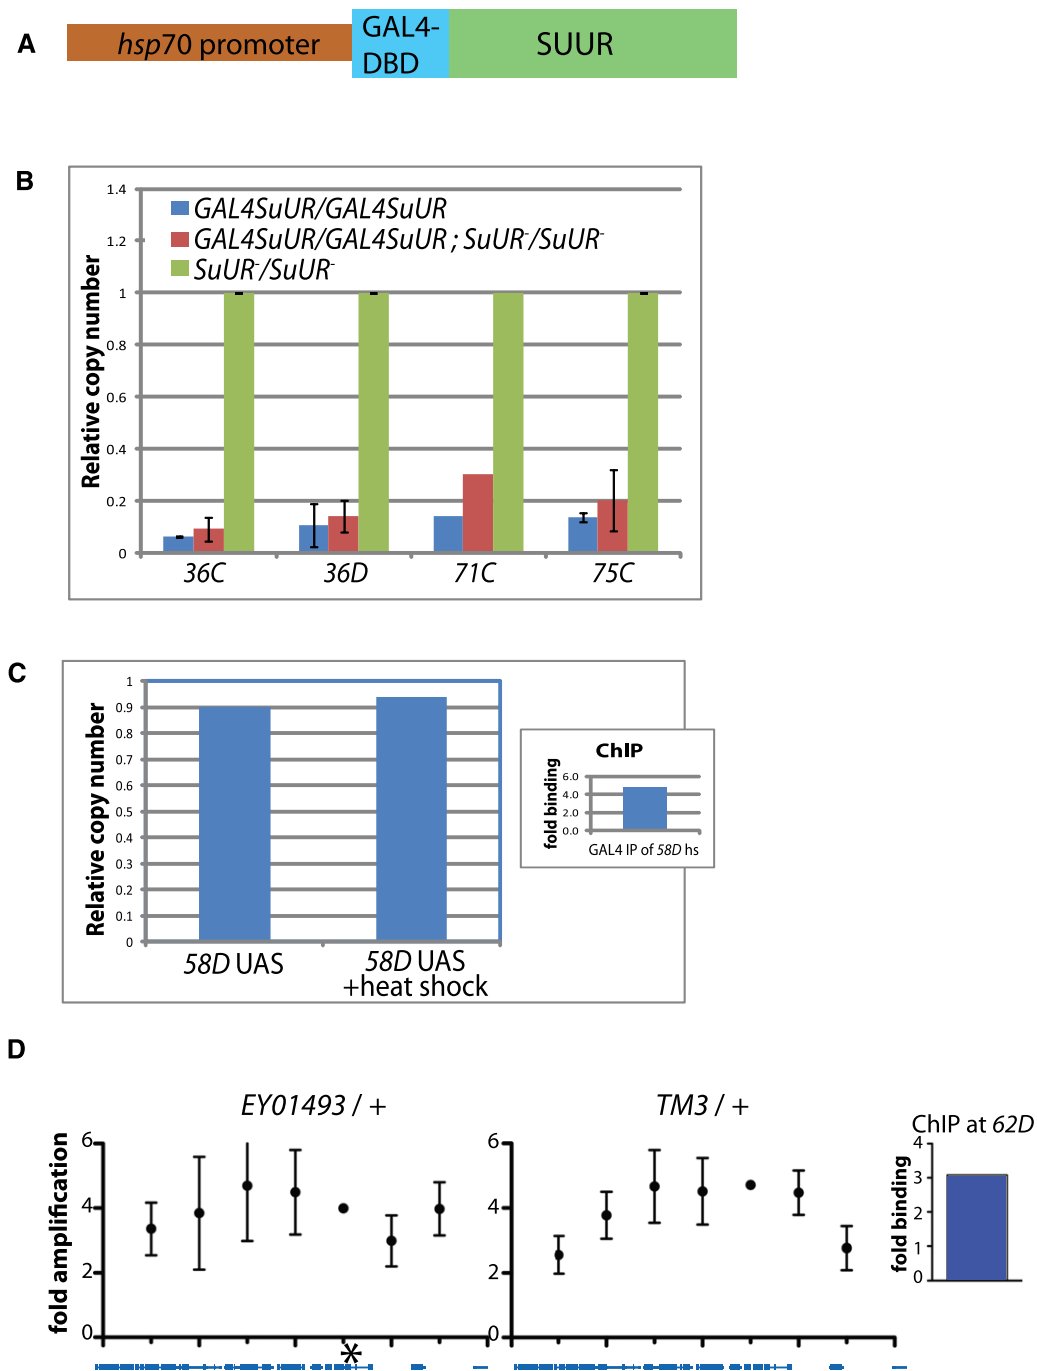 A
hsp70 promoter
GAL4-
DBD
SUUR
B
Relative copy number
1.4
1.2
1
0.8
0.6
0.4
0.2
0
GAL4SuUR/GAL4SuUR
GAL4SuUR/GAL4SuUR ; SuUR-/SuUR-
SuUR-/SuUR-
36C 36D 71C 75C
C
Relative copy number
1
0.9
0.8
0.7
0.6
0.5
0.4
0.3
0.2
0.1
0
58D UAS
58D UAS
+heat shock
ChIP
fold binding
6.0
4.0
2.0
0.0
GAL4 IP of 58D hs
D
EY01493 / +
fold amplification
6
4
2
0
*
TM3 / +
6
4
2
0
ChIP at 62D
fold binding
4
3
2
1
0